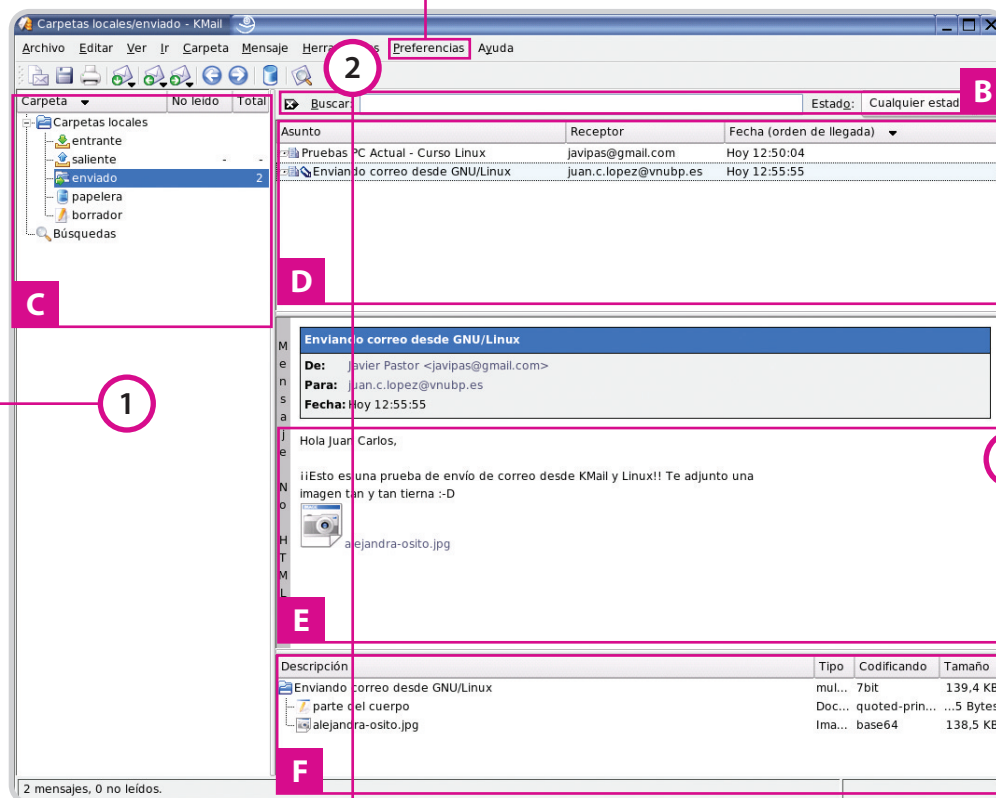 Carpetas locales/enviado - KMail
Archivo Editar Ver Ir Carpeta Mensaje Preferencias Ayuda
2
Carpeta No leído Total
Carpetas locales
entrante
saliente - -
enviado 2
papelera
borrador
Búsquedas
C
1
Buscar: Estado: Cualquier estad
B
Asunto Receptor Fecha (orden de llegada)
Pruebas PC Actual - Curso Linux javipas@gmail.com Hoy 12:50:04
Enviando correo desde GNU/Linux juan.c.lopez@vnubp.es Hoy 12:55:55
D
Mensaje No HTML
Enviando correo desde GNU/Linux
De: Javier Pastor <javipas@gmail.com>
Para: juan.c.lopez@vnubp.es
Fecha: Hoy 12:55:55
Hola Juan Carlos,
¡¡Esto es una prueba de envío de correo desde KMail y Linux!! Te adjunto una
imagen tan y tan tierna :-D
alejandra-osito.jpg
E
Descripción Tipo Codificando Tamaño
Enviando correo desde GNU/Linux mul... 7bit 139,4 KB
parte del cuerpo Doc... quoted-prin... ...5 Bytes
alejandra-osito.jpg Ima... base64 138,5 KB
F
2 mensajes, 0 no leídos.